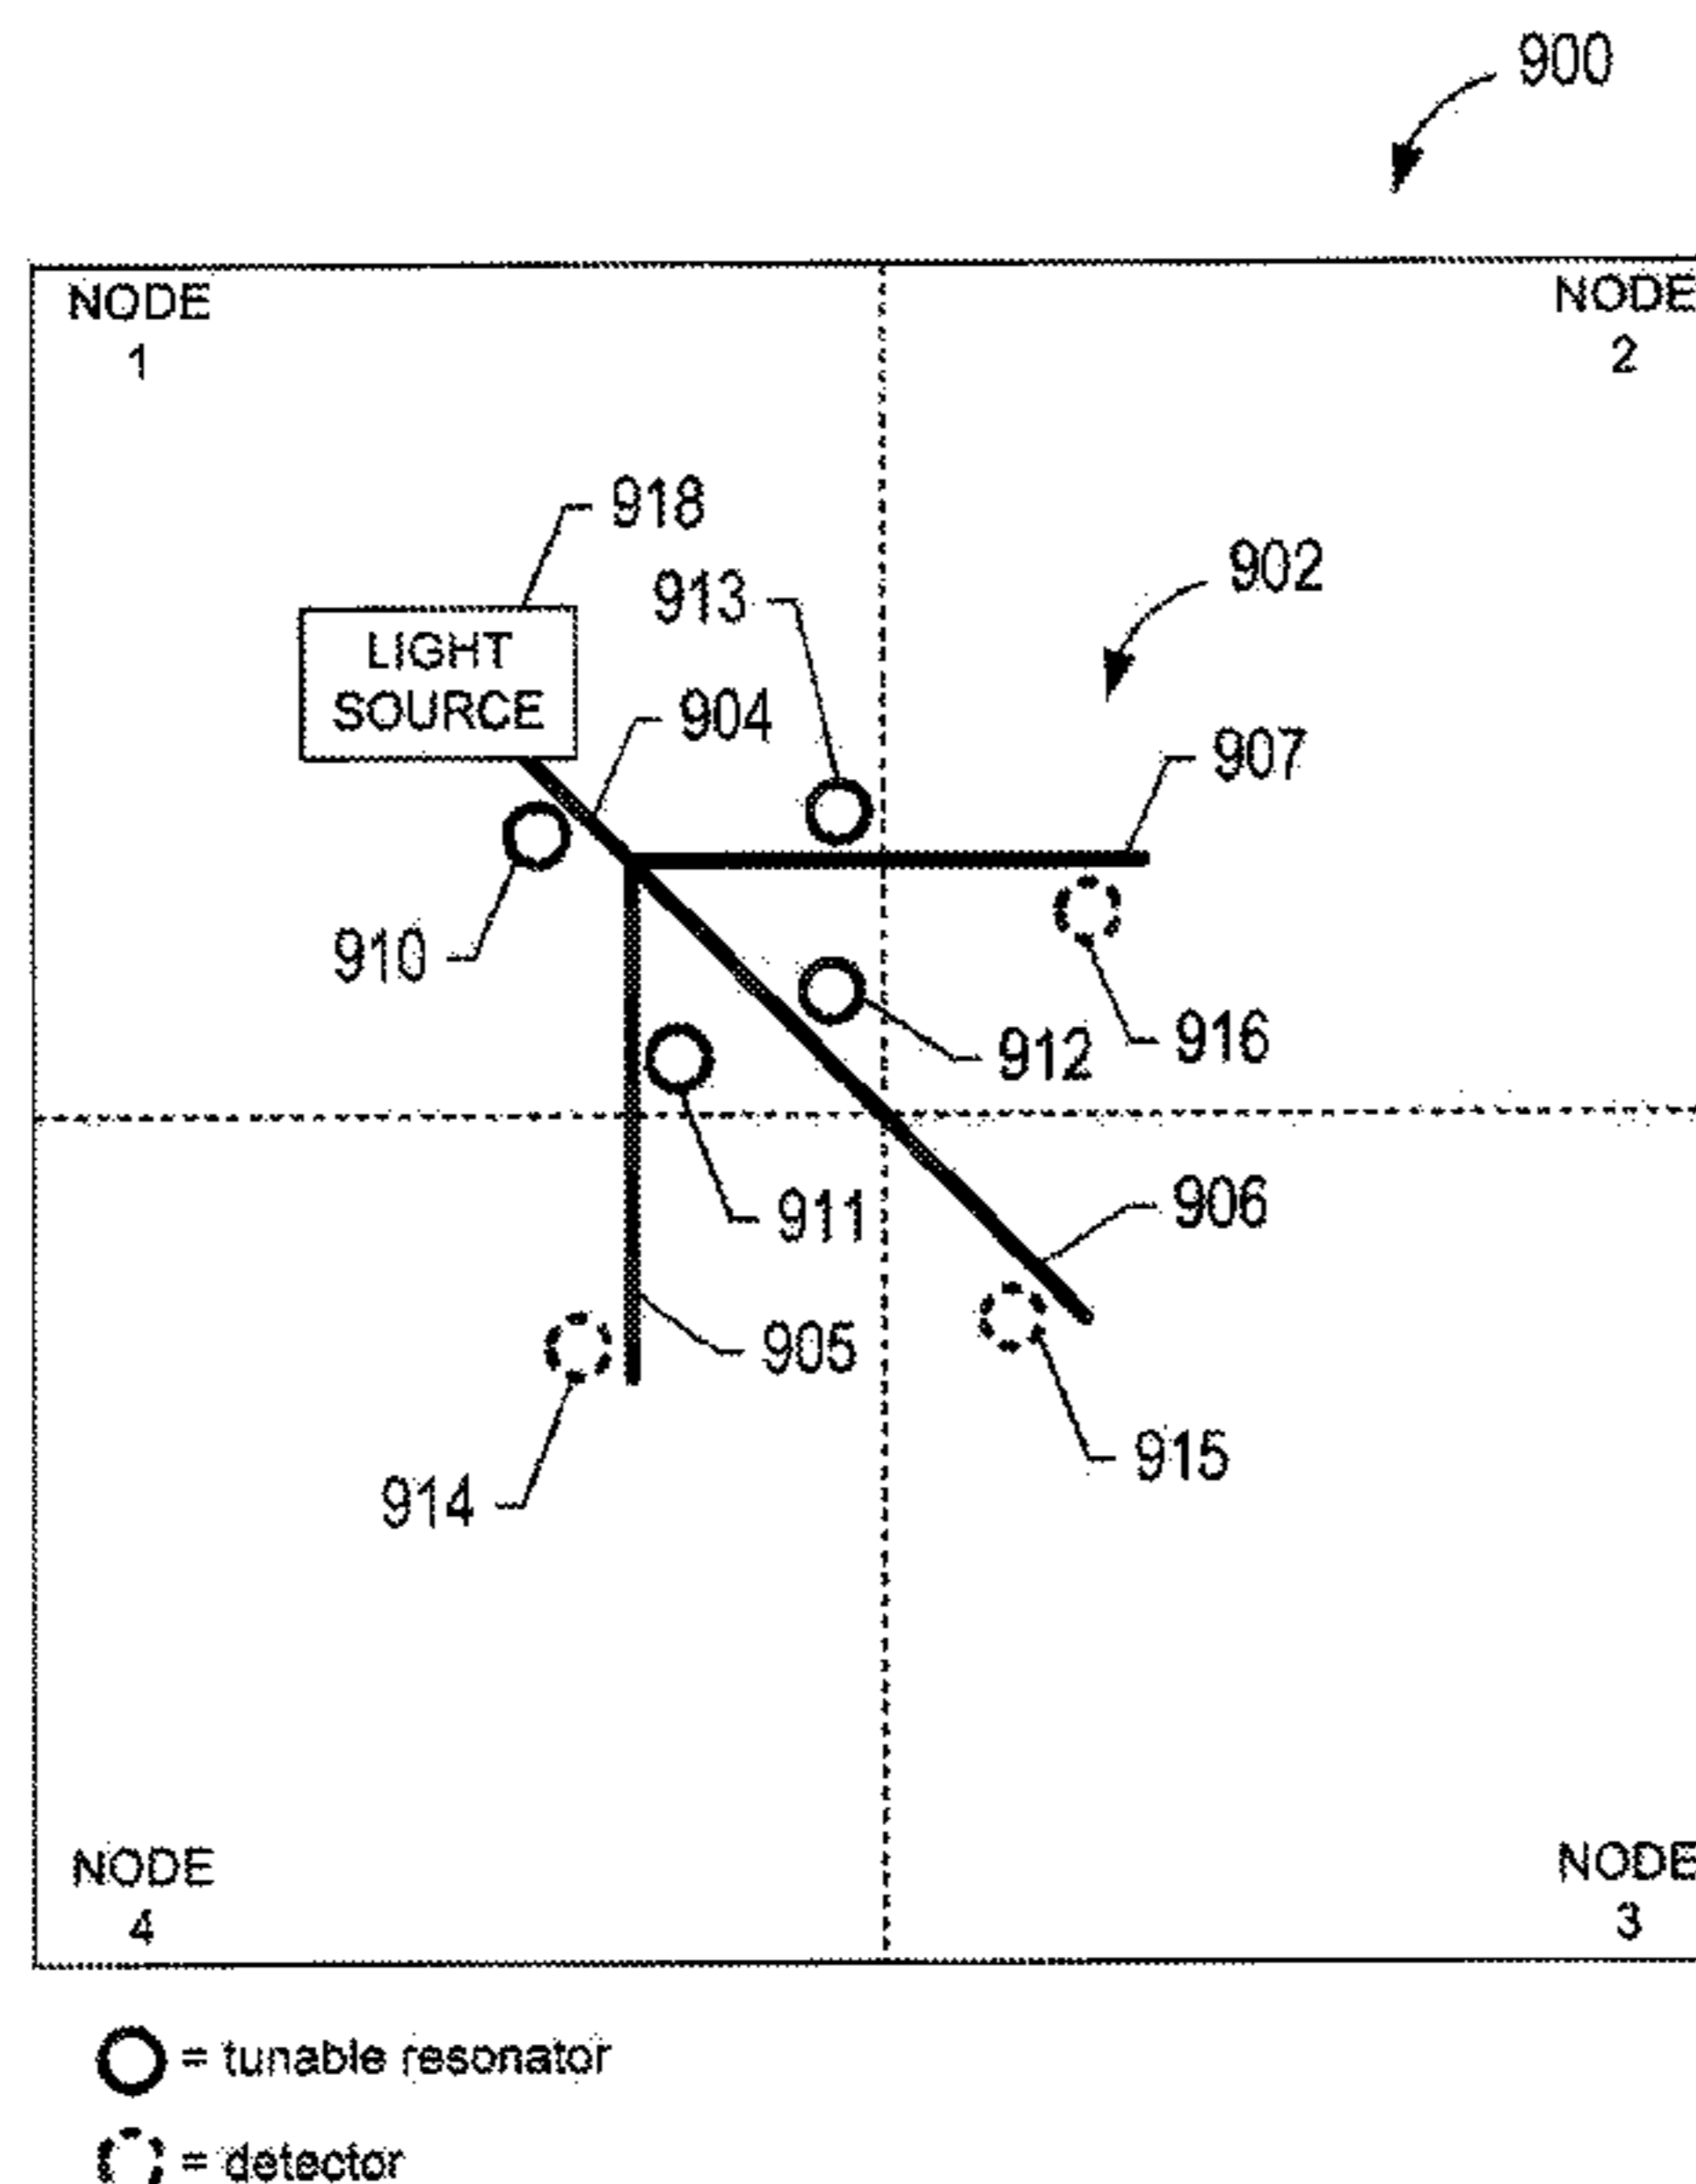 900
NODE
1
NODE
2
918
913
902
LIGHT
SOURCE
904
907
910
912
916
911
906
905
915
914
NODE
4
NODE
3
= tunable resonator
= detector